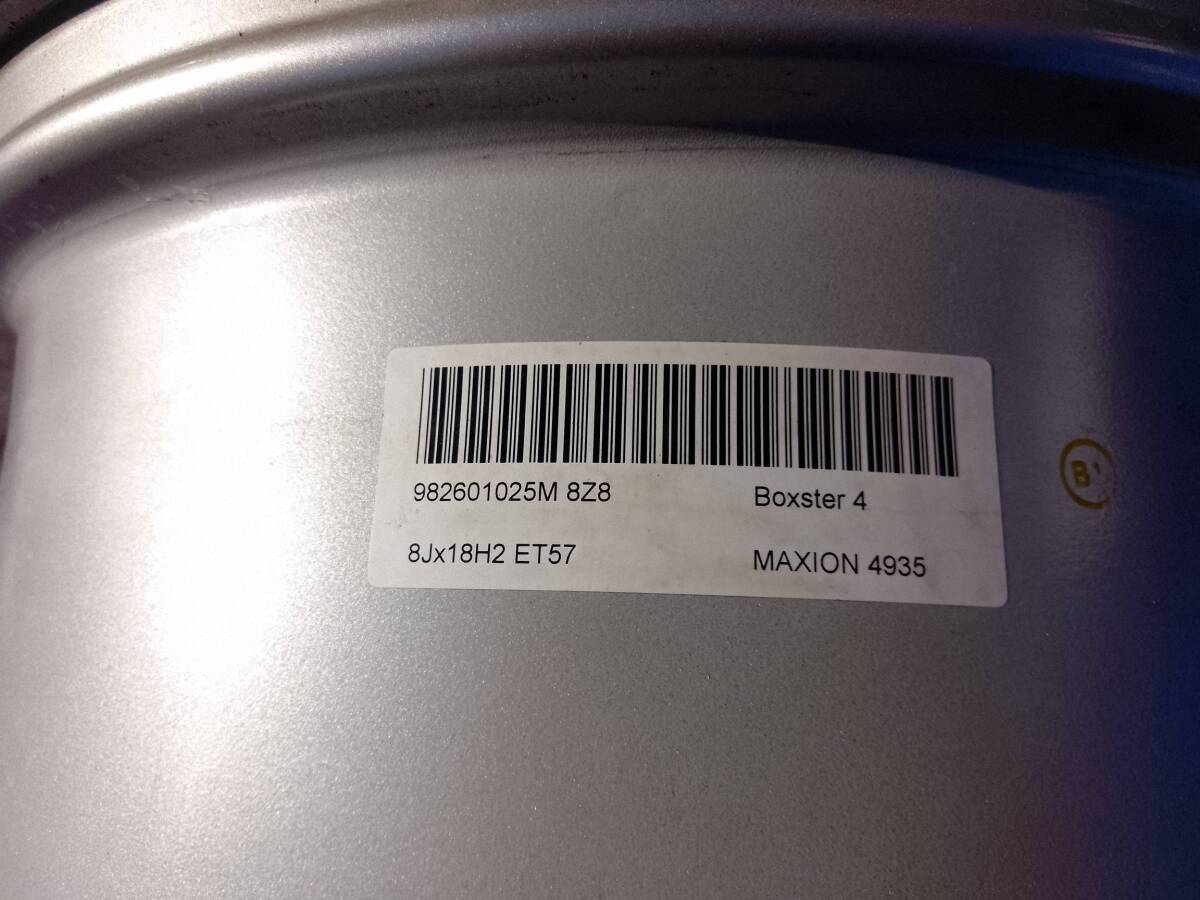 982601025M 8Z8 Boxster 4
8Jx18H2 ET57 MAXION 4935
B